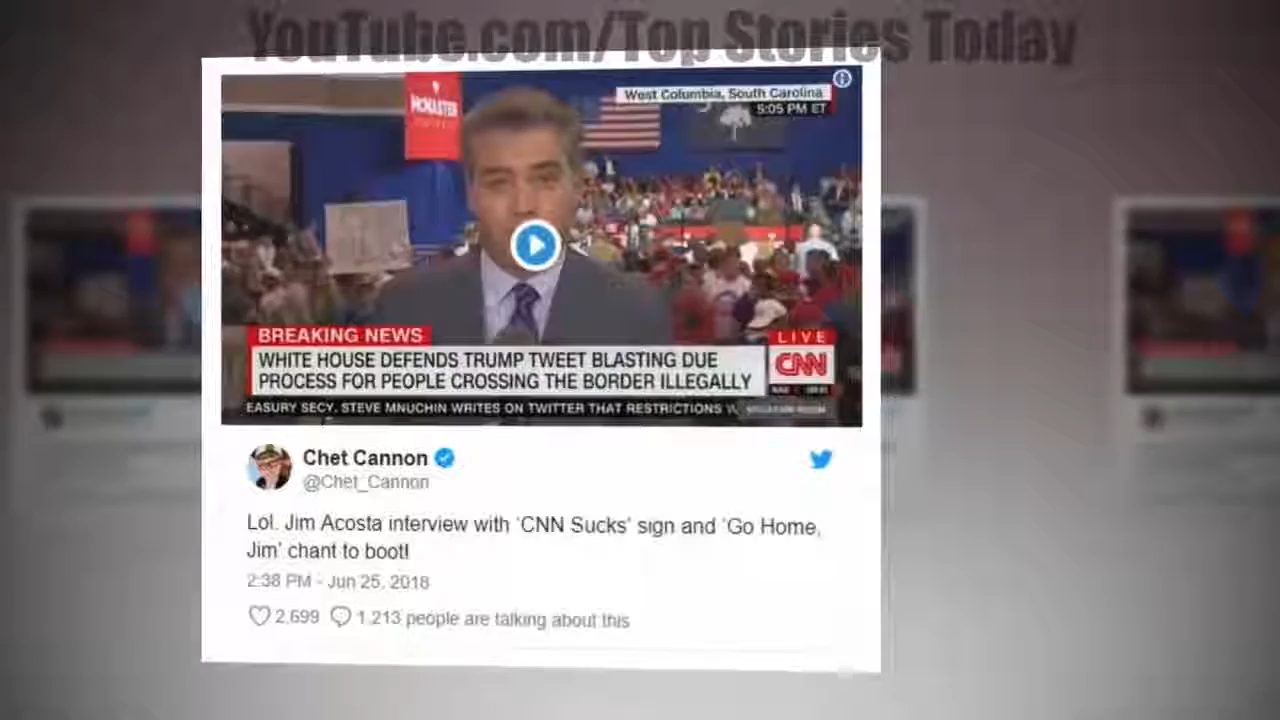 YouTube.com/Top Stories Today
West Columbia, South Carolina
5:05 PM ET
McMASTER
BREAKING NEWS
LIVE
WHITE HOUSE DEFENDS TRUMP TWEET BLASTING DUE
PROCESS FOR PEOPLE CROSSING THE BORDER ILLEGALLY
CNN
EASURY SECY. STEVE MNUCHIN WRITES ON TWITTER THAT RESTRICTIONS
Chet Cannon
@Chet_Cannon
Lol. Jim Acosta interview with 'CNN Sucks' sign and 'Go Home,
Jim' chant to boot!
2:38 PM - Jun 25, 2018
2,699 1,213 people are talking about this